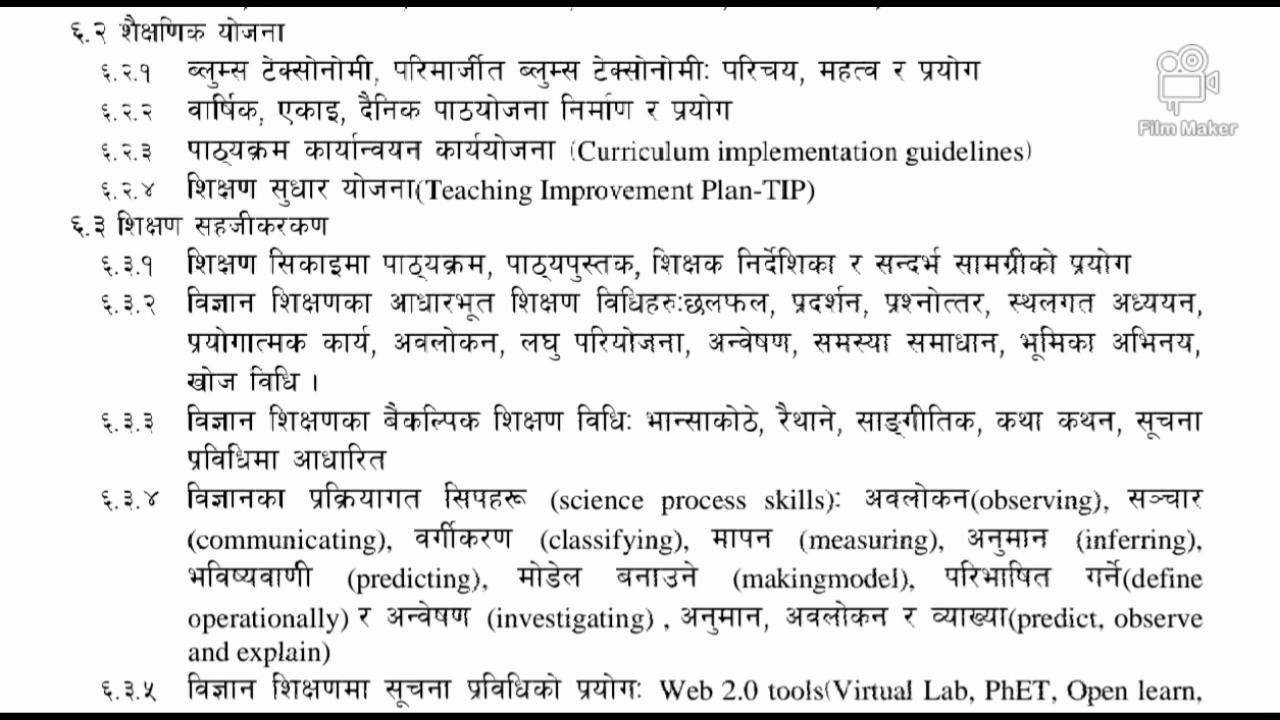 ६.२ शैक्षणिक योजना
६.२.१ ब्लुम्स टेक्सोनोमी, परिमार्जीत ब्लुम्स टेक्सोनोमीः परिचय, महत्व र प्रयोग
Film Maker
६.२.२ वार्षिक, एकाइ, दैनिक पाठयोजना निर्माण र प्रयोग
६.२.३ पाठ्यक्रम कार्यान्वयन कार्ययोजना (Curriculum implementation guidelines)
६.२.४ शिक्षण सुधार योजना(Teaching Improvement Plan-TIP)
६.३ शिक्षण सहजीकरकण
६.३.१ शिक्षण सिकाइमा पाठ्यक्रम, पाठ्यपुस्तक, शिक्षक निर्देशिका र सन्दर्भ सामग्रीको प्रयोग
६.३.२ विज्ञान शिक्षणका आधारभूत शिक्षण विधिहरुःछलफल, प्रदर्शन, प्रश्नोत्तर, स्थलगत अध्ययन,
प्रयोगात्मक कार्य, अवलोकन, लघु परियोजना, अन्वेषण, समस्या समाधान, भूमिका अभिनय,
खोज विधि ।
६.३.३ विज्ञान शिक्षणका बैकल्पिक शिक्षण विधिः भान्साकोठे, रैथाने, साङ्गीतिक, कथा कथन, सूचना
प्रविधिमा आधारित
६.३.४ विज्ञानका प्रक्रियागत सिपहरू (science process skills)ः अवलोकन(observing), सञ्चार
(communicating), वर्गीकरण (classifying), मापन (measuring), अनुमान (inferring),
भविष्यवाणी (predicting), मोडेल बनाउने (makingmodel), परिभाषित गर्ने(define
operationally) र अन्वेषण (investigating) , अनुमान, अवलोकन र व्याख्या(predict, observe
and explain)
६.३.५ विज्ञान शिक्षणमा सूचना प्रविधिको प्रयोगः Web 2.0 tools(Virtual Lab, PhET, Open learn,